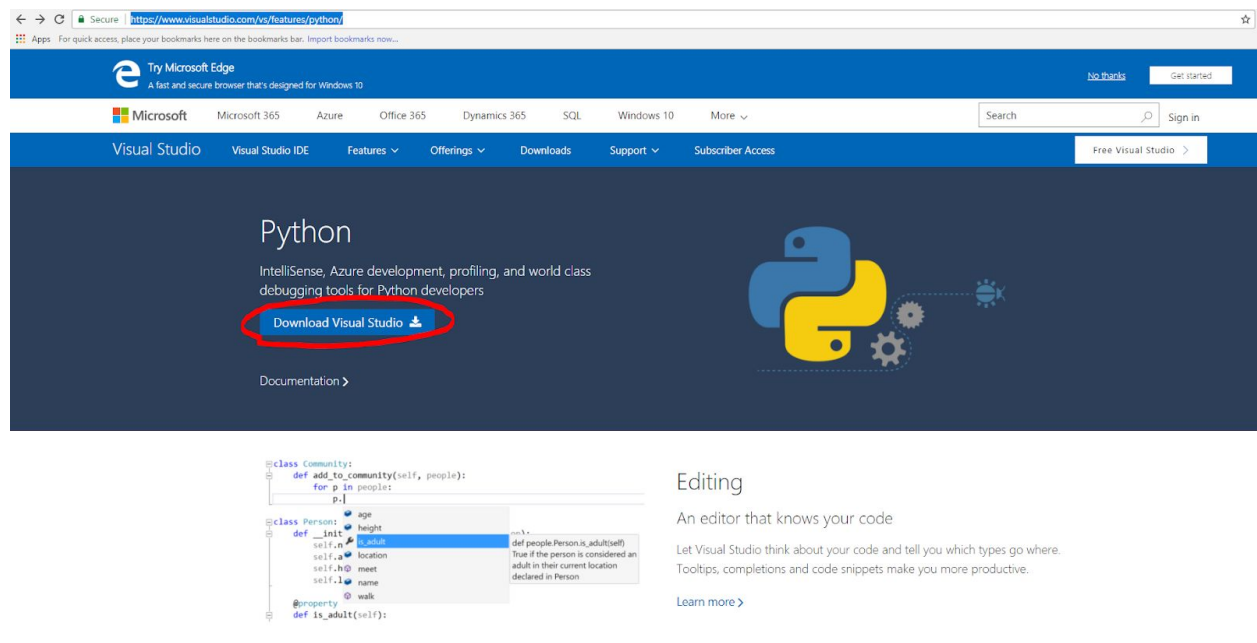 Secure https://www.visualstudio.com/vs/features/python/
Apps For quick access, place your bookmarks here on the bookmarks bar. Import bookmarks now...
Try Microsoft Edge
A fast and secure browser that's designed for Windows 10
No thanks Get started
Microsoft Microsoft 365 Azure Office 365 Dynamics 365 SQL Windows 10 More Search Sign in
Visual Studio Visual Studio IDE Features Offerings Downloads Support Subscriber Access Free Visual Studio
Python
IntelliSense, Azure development, profiling, and world class
debugging tools for Python developers
Download Visual Studio
Documentation
class Community:
def add_to_community(self, people):
for p in people:
p.
age
class Person:
height
def __init on):
self.n is_adult
self.a location
self.h meet
self.l name
walk
@property
def is_adult(self):
def people.Person.is_adult(self)
True if the person is considered an
adult in their current location
declared in Person
Editing
An editor that knows your code
Let Visual Studio think about your code and tell you which types go where.
Tooltips, completions and code snippets make you more productive.
Learn more